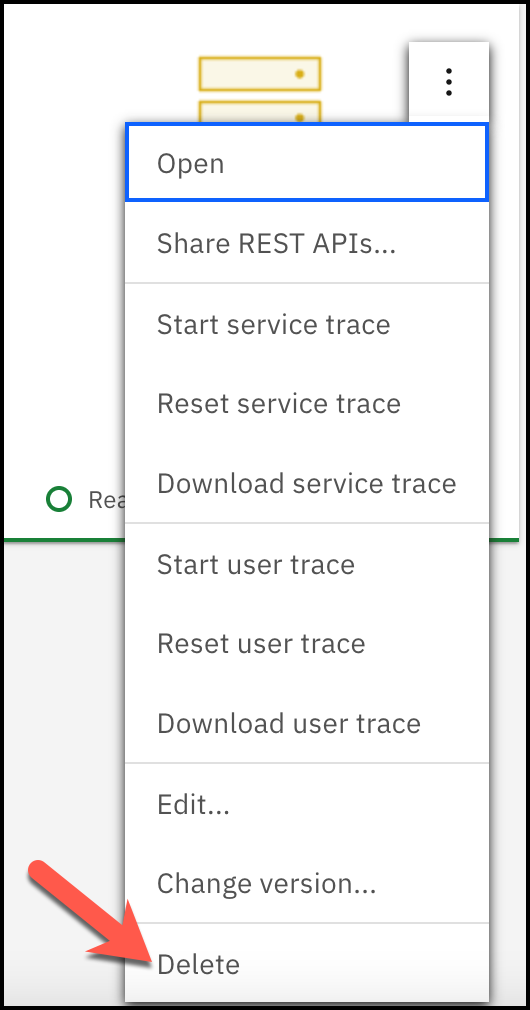 Open
Share REST APIs...
Start service trace
Reset service trace
Download service trace
Rea
Start user trace
Reset user trace
Download user trace
Edit...
Change version...
Delete